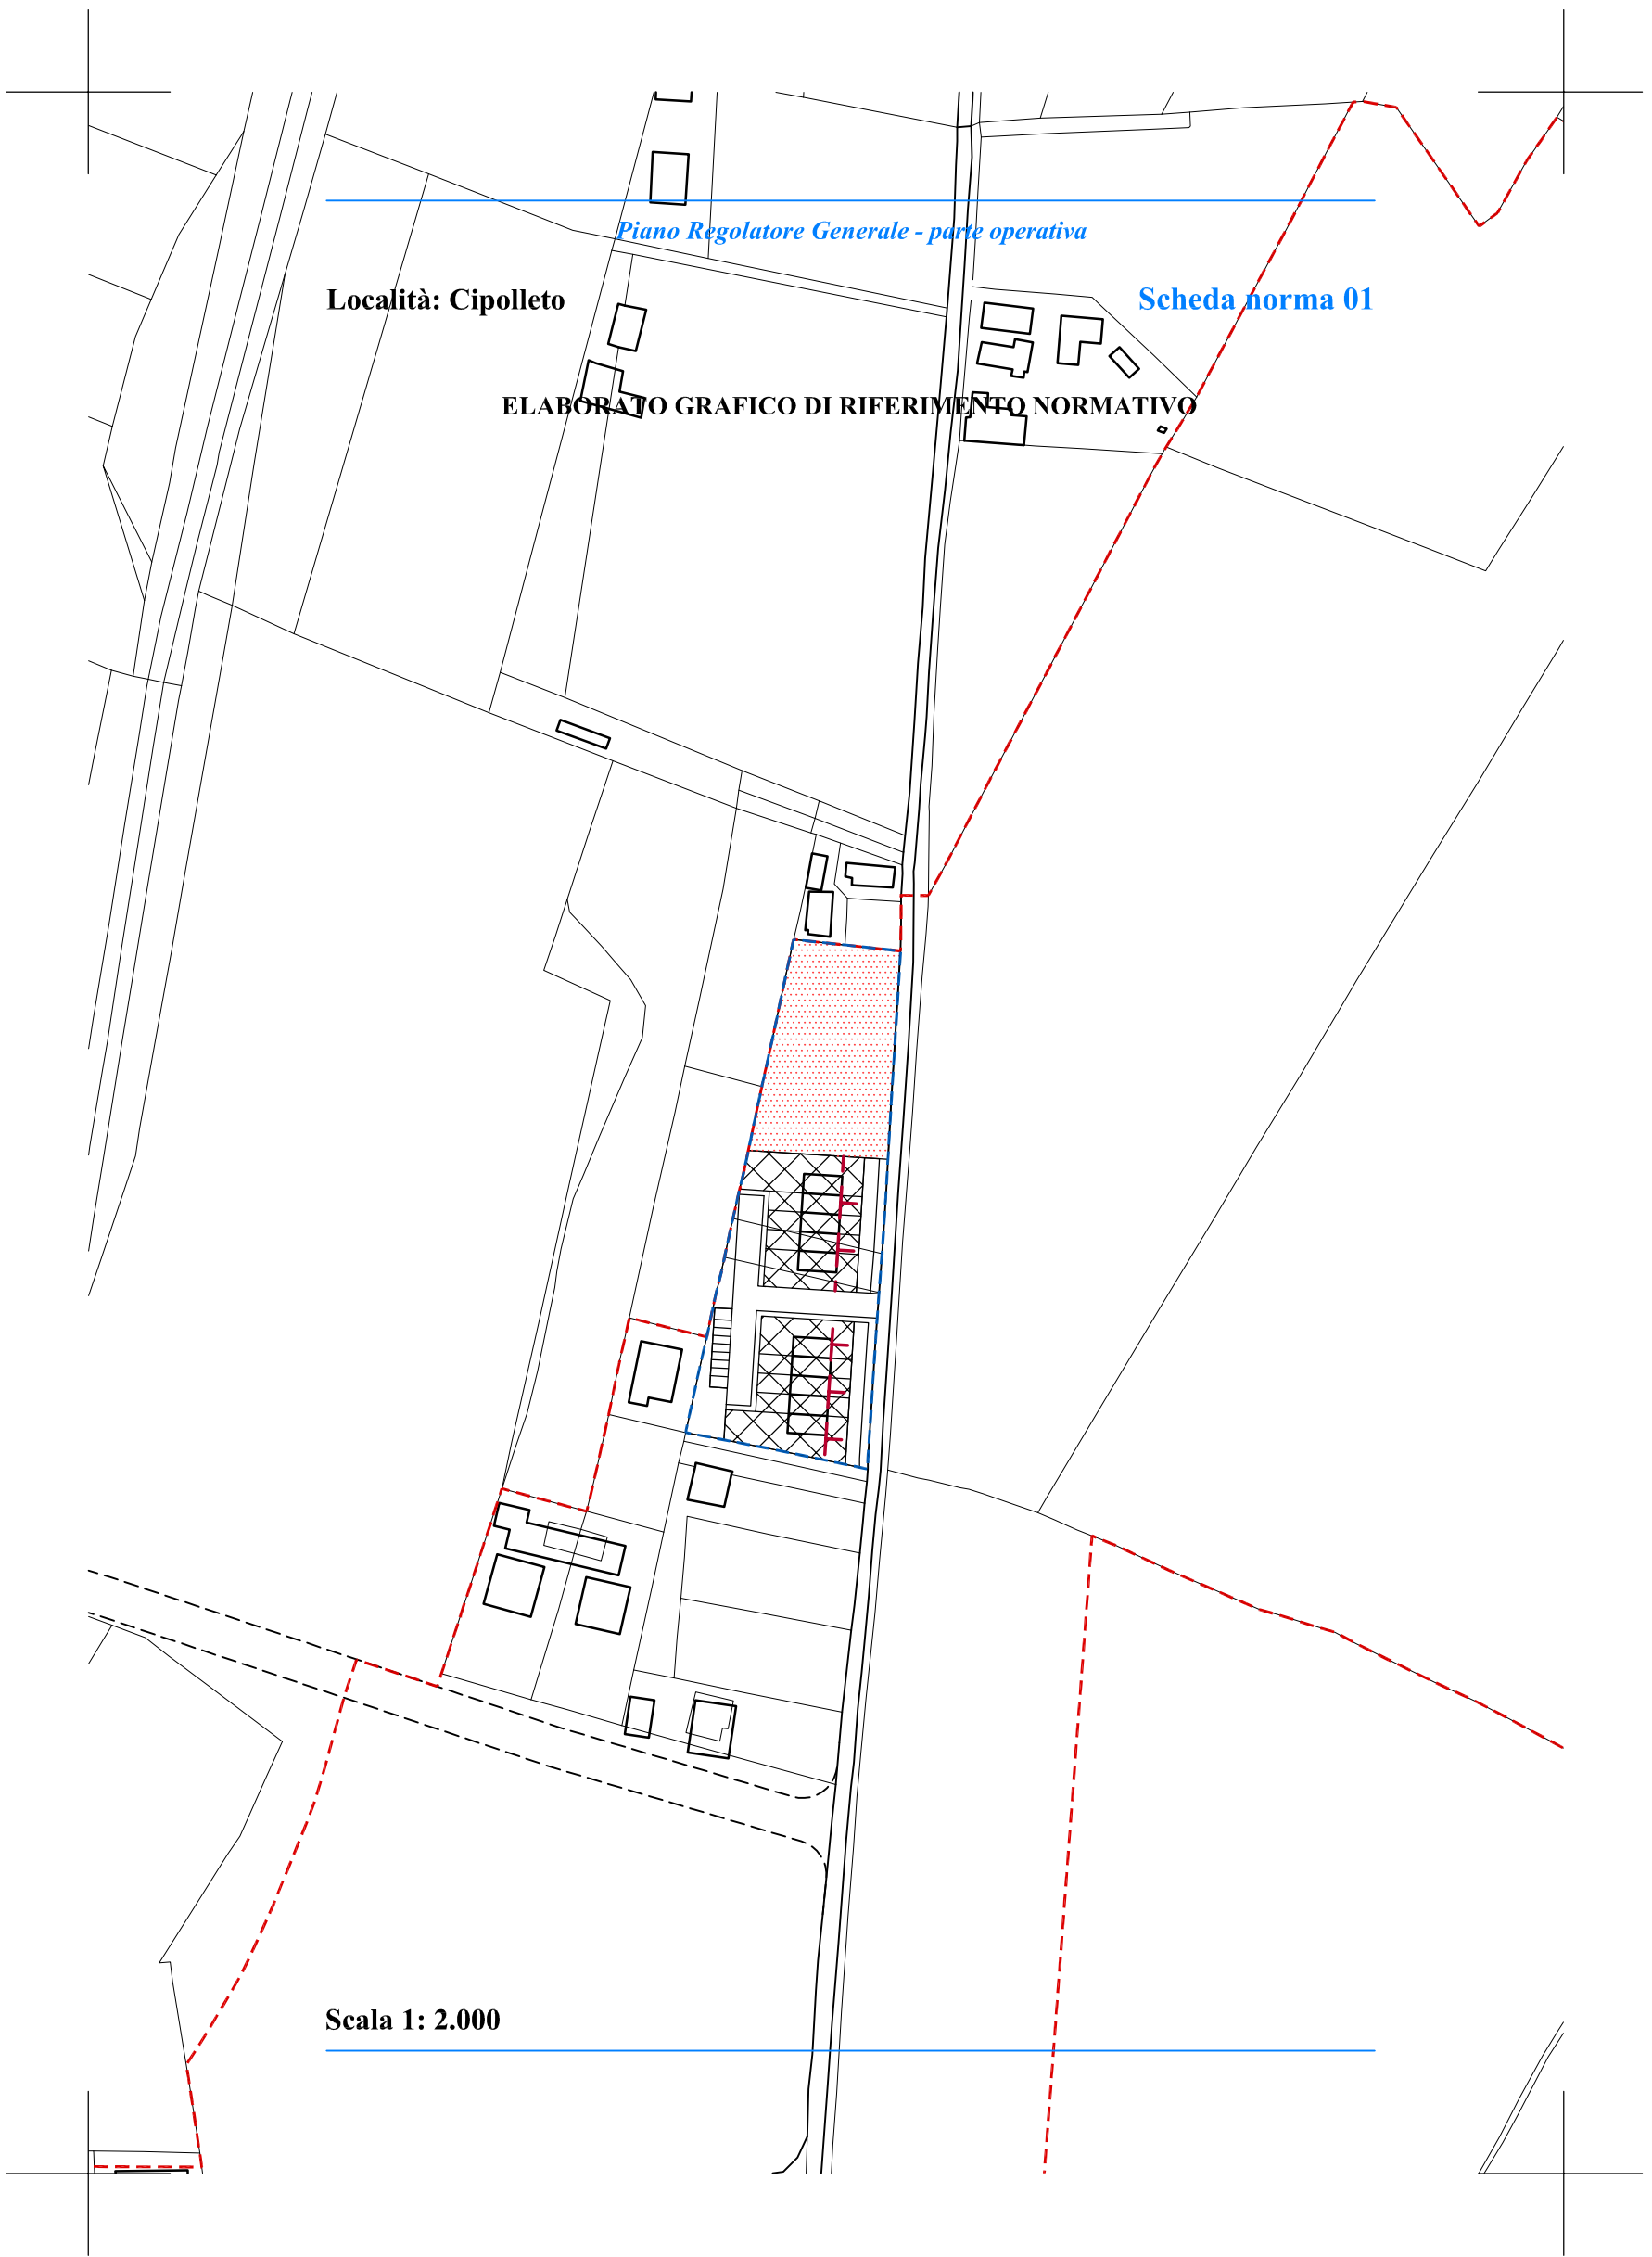 Piano Regolatore Generale - parte operativa
Località: Cipolleto
Scheda norma 01
ELABORATO GRAFICO DI RIFERIMENTO NORMATIVO
Scala 1: 2.000